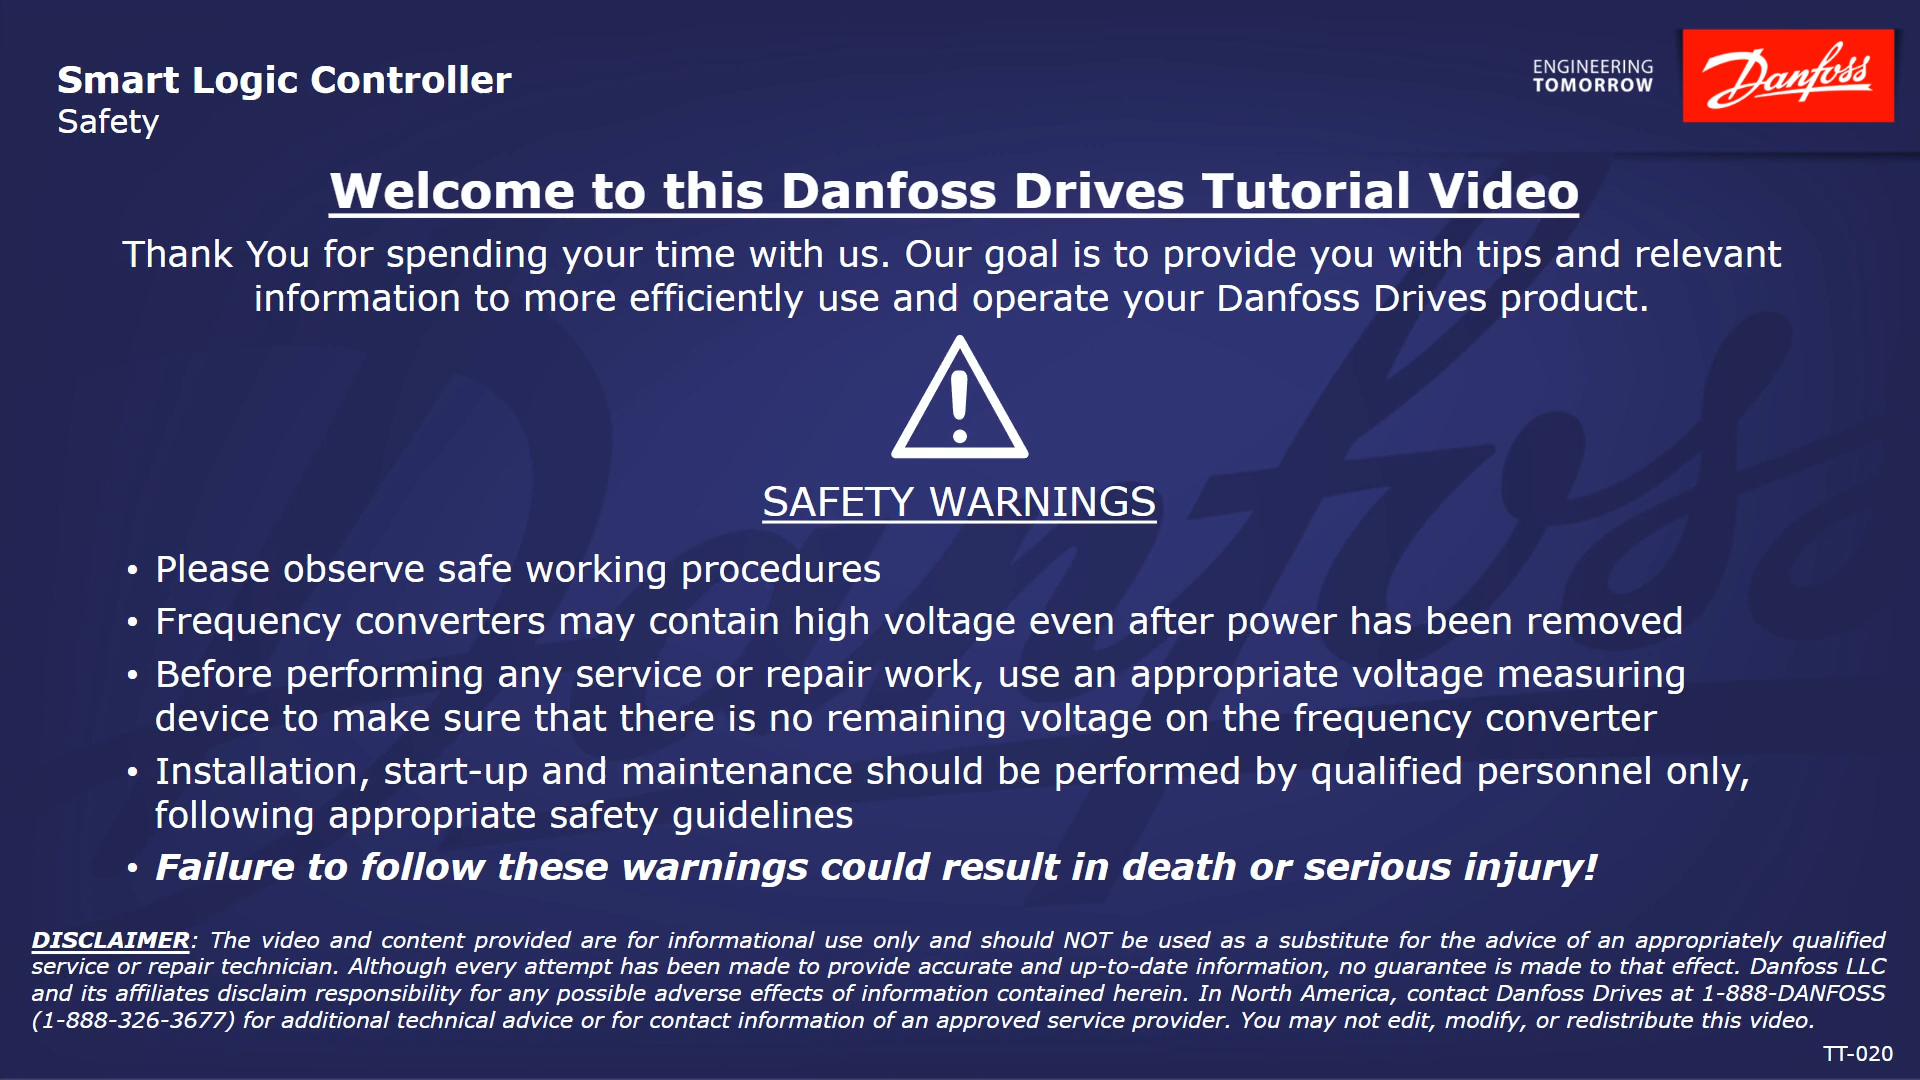 Smart Logic Controller
Safety
ENGINEERING
TOMORROW
Danfoss
Welcome to this Danfoss Drives Tutorial Video
Thank You for spending your time with us. Our goal is to provide you with tips and relevant
information to more efficiently use and operate your Danfoss Drives product.
SAFETY WARNINGS
• Please observe safe working procedures
• Frequency converters may contain high voltage even after power has been removed
• Before performing any service or repair work, use an appropriate voltage measuring
device to make sure that there is no remaining voltage on the frequency converter
• Installation, start-up and maintenance should be performed by qualified personnel only,
following appropriate safety guidelines
• Failure to follow these warnings could result in death or serious injury!
DISCLAIMER: The video and content provided are for informational use only and should NOT be used as a substitute for the advice of an appropriately qualified
service or repair technician. Although every attempt has been made to provide accurate and up-to-date information, no guarantee is made to that effect. Danfoss LLC
and its affiliates disclaim responsibility for any possible adverse effects of information contained herein. In North America, contact Danfoss Drives at 1-888-DANFOSS
(1-888-326-3677) for additional technical advice or for contact information of an approved service provider. You may not edit, modify, or redistribute this video.
TT-020